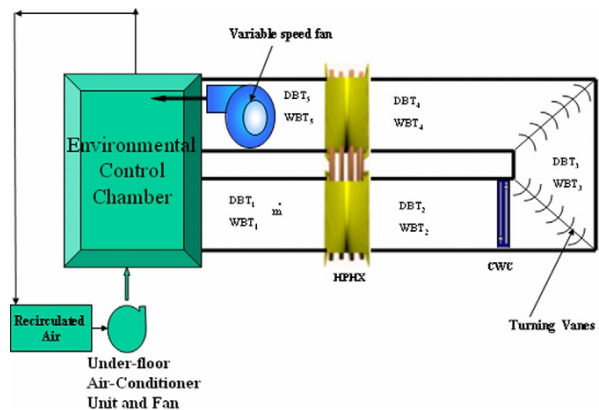 Variable speed fan
DBT5
WBT5
DBT4
WBT4
Environmental
Control
Chamber
DBT3
WBT3
DBT1
WBT1
ṁ
DBT2
WBT2
HPHX
CWC
Recirculated
Air
Turning Vanes
Under-floor
Air-Conditioner
Unit and Fan